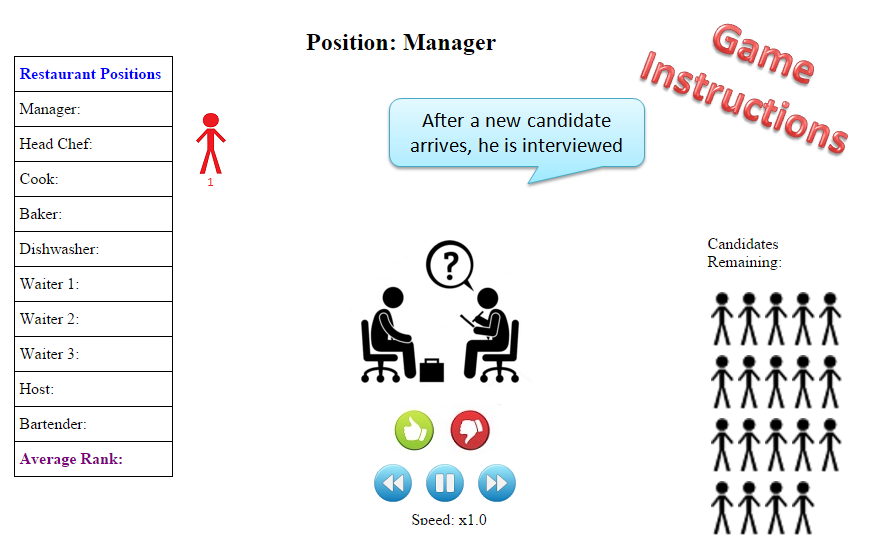 Position: Manager
Game
Instructions
Restaurant Positions
Manager:
Head Chef:
Cook:
Baker:
Dishwasher:
Waiter 1:
Waiter 2:
Waiter 3:
Host:
Bartender:
Average Rank:
1
After a new candidate
arrives, he is interviewed
?
Candidates
Remaining:
Speed: x1.0